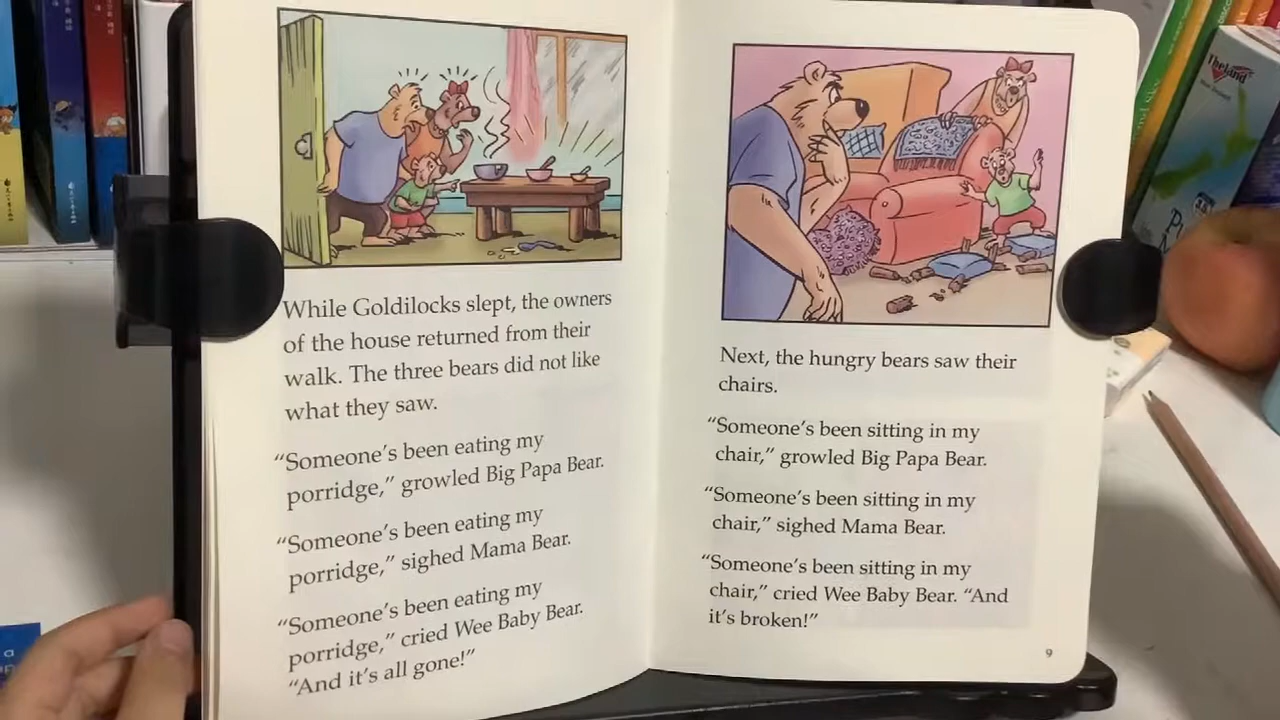 While Goldilocks slept, the owners
of the house returned from their
walk. The three bears did not like
what they saw.
“Someone’s been eating my
porridge,” growled Big Papa Bear.
“Someone’s been eating my
porridge,” sighed Mama Bear.
“Someone’s been eating my
porridge,” cried Wee Baby Bear.
“And it’s all gone!”
Next, the hungry bears saw their
chairs.
“Someone’s been sitting in my
chair,” growled Big Papa Bear.
“Someone’s been sitting in my
chair,” sighed Mama Bear.
“Someone’s been sitting in my
chair,” cried Wee Baby Bear. “And
it’s broken!”
9